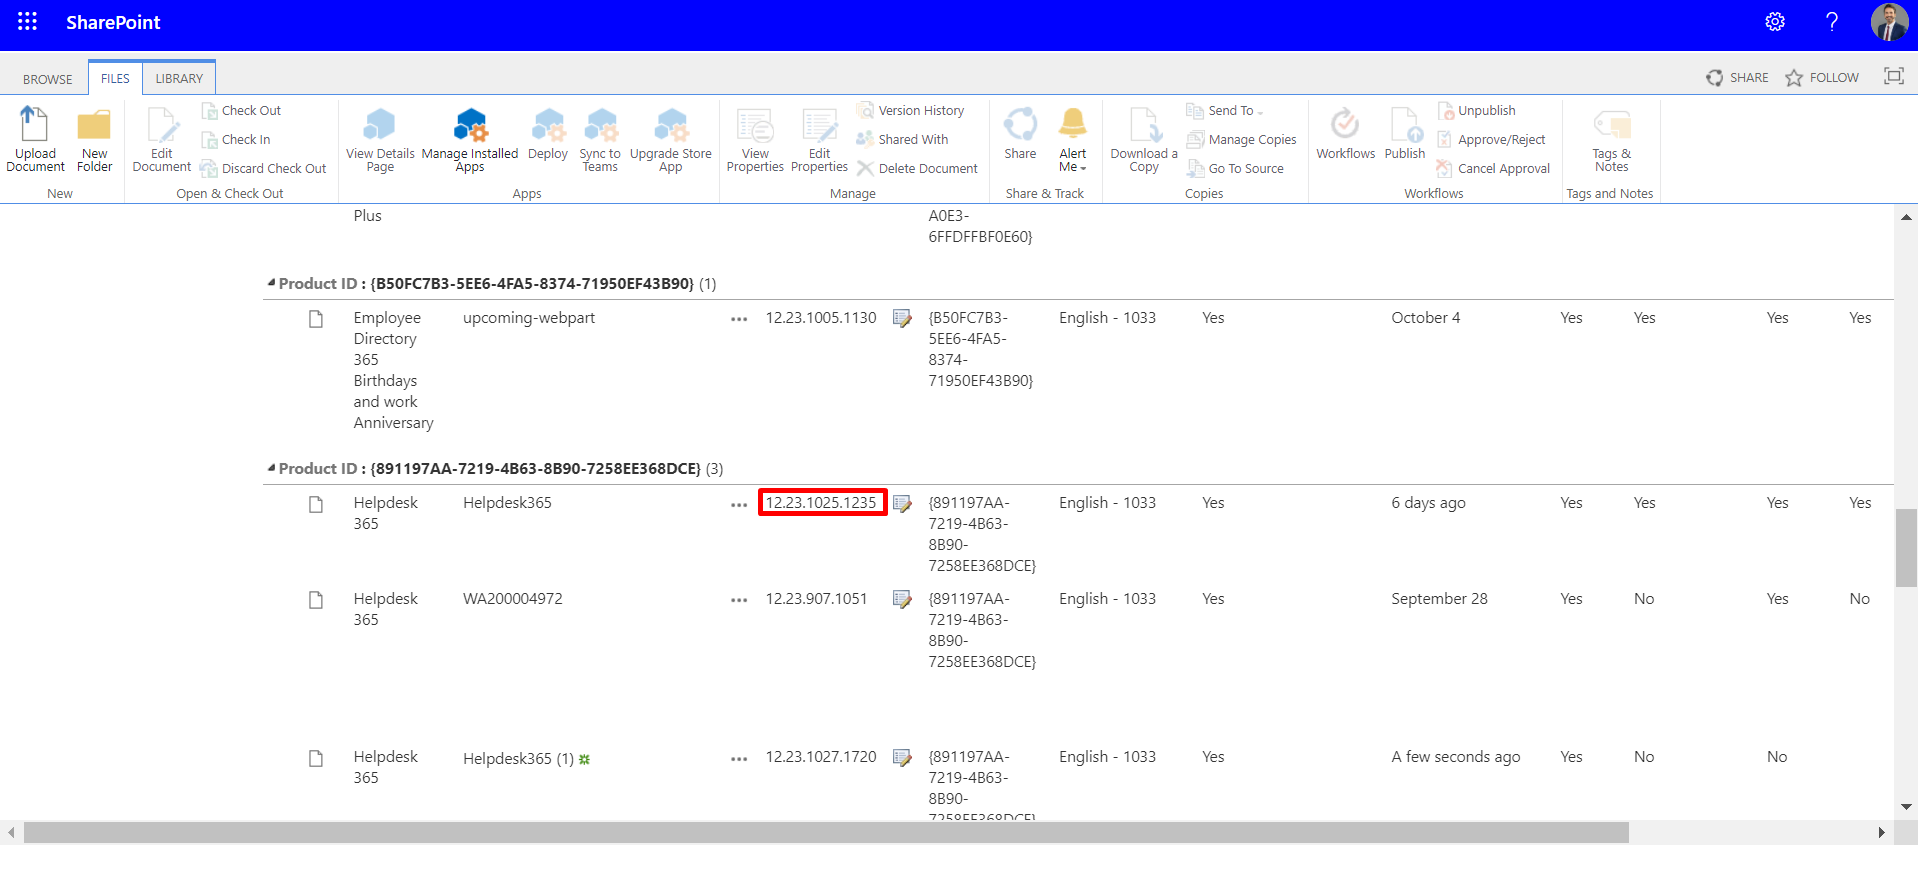 SharePoint
BROWSE FILES LIBRARY SHARE FOLLOW
Upload Document
New Folder
New
Edit Document
Check Out
Check In
Discard Check Out
Open & Check Out
View Details Page
Manage Installed Apps
Deploy
Sync to Teams
Upgrade Store App
Apps
View Properties
Edit Properties
Version History
Shared With
Delete Document
Manage
Share
Alert Me
Share & Track
Download a Copy
Send To
Manage Copies
Go To Source
Copies
Workflows
Publish
Unpublish
Approve/Reject
Cancel Approval
Workflows
Tags & Notes
Tags and Notes
Plus A0E3-
6FFDFFBF0E60}
Product ID : {B50FC7B3-5EE6-4FA5-8374-71950EF43B90} (1)
Employee upcoming-webpart ... 12.23.1005.1130 {B50FC7B3- English - 1033 Yes October 4 Yes Yes Yes Yes
Directory 5EE6-4FA5-
365 8374-
Birthdays 71950EF43B90}
and work
Anniversary
Product ID : {891197AA-7219-4B63-8B90-7258EE368DCE} (3)
Helpdesk Helpdesk365 ... 12.23.1025.1235 {891197AA- English - 1033 Yes 6 days ago Yes Yes Yes Yes
365 7219-4B63-
8B90-
7258EE368DCE}
Helpdesk WA200004972 ... 12.23.907.1051 {891197AA- English - 1033 Yes September 28 Yes No Yes No
365 7219-4B63-
8B90-
7258EE368DCE}
Helpdesk Helpdesk365 (1) ... 12.23.1027.1720 {891197AA- English - 1033 Yes A few seconds ago Yes No No
365 7219-4B63-
8B90-
7258EE368DCE}